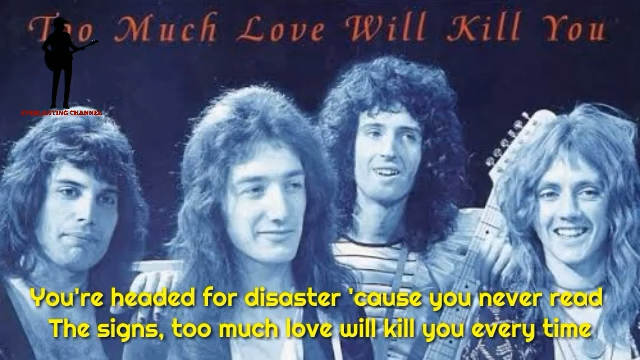 Too Much Love Will Kill You
You're headed for disaster 'cause you never read
The signs, too much love will kill you every time